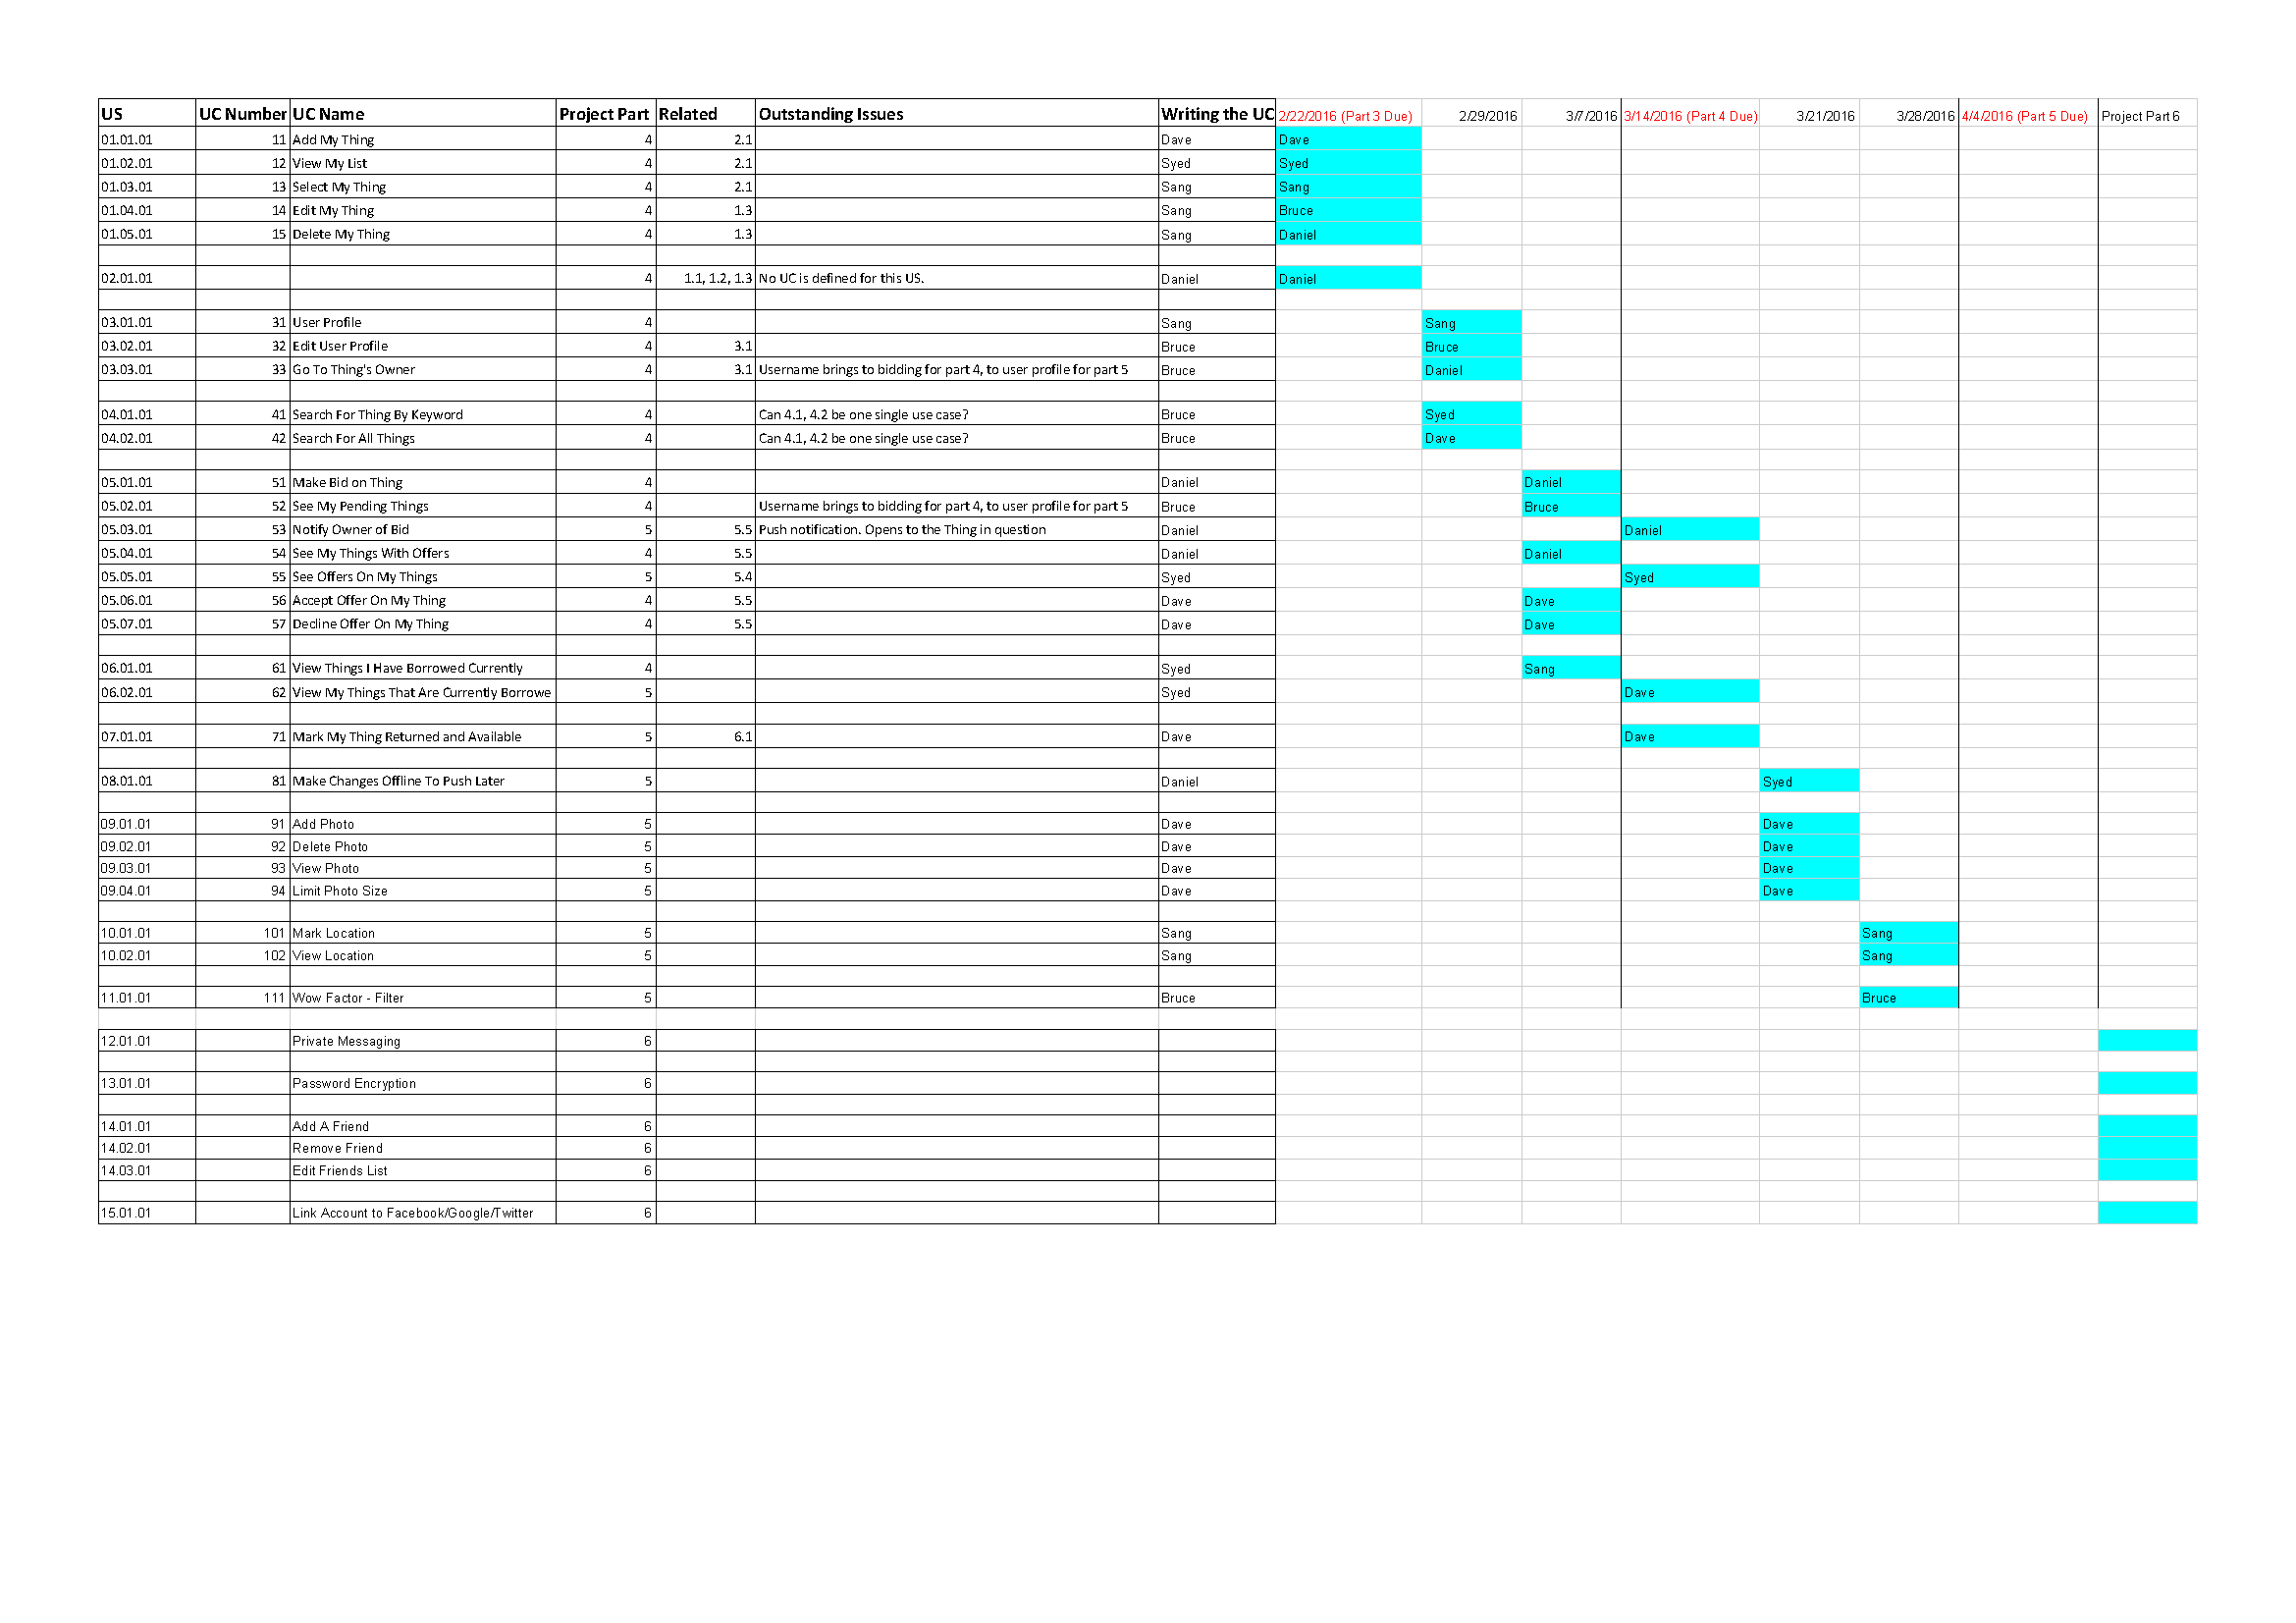 US UC Number UC Name Project Part Related Outstanding Issues Writing the UC 2/22/2016 (Part 3 Due) 2/29/2016 3/7/2016 3/14/2016 (Part 4 Due) 3/21/2016 3/28/2016 4/4/2016 (Part 5 Due) Project Part 6
01.01.01 11 Add My Thing 4 2.1 Dave Dave
01.02.01 12 View My List 4 2.1 Syed Syed
01.03.01 13 Select My Thing 4 2.1 Sang Sang
01.04.01 14 Edit My Thing 4 1.3 Sang Bruce
01.05.01 15 Delete My Thing 4 1.3 Sang Daniel
02.01.01 4 1.1, 1.2, 1.3 No UC is defined for this US. Daniel Daniel
03.01.01 31 User Profile 4 Sang Sang
03.02.01 32 Edit User Profile 4 3.1 Bruce Bruce
03.03.01 33 Go To Thing's Owner 4 3.1 Username brings to bidding for part 4, to user profile for part 5 Bruce Daniel
04.01.01 41 Search For Thing By Keyword 4 Can 4.1, 4.2 be one single use case? Bruce Syed
04.02.01 42 Search For All Things 4 Can 4.1, 4.2 be one single use case? Bruce Dave
05.01.01 51 Make Bid on Thing 4 Daniel Daniel
05.02.01 52 See My Pending Things 4 Username brings to bidding for part 4, to user profile for part 5 Bruce Bruce
05.03.01 53 Notify Owner of Bid 5 5.5 Push notification. Opens to the Thing in question Daniel Daniel
05.04.01 54 See My Things With Offers 4 5.5 Daniel Daniel
05.05.01 55 See Offers On My Things 5 5.4 Syed Syed
05.06.01 56 Accept Offer On My Thing 4 5.5 Dave Dave
05.07.01 57 Decline Offer On My Thing 4 5.5 Dave Dave
06.01.01 61 View Things I Have Borrowed Currently 4 Syed Sang
06.02.01 62 View My Things That Are Currently Borrowe 5 Syed Dave
07.01.01 71 Mark My Thing Returned and Available 5 6.1 Dave Dave
08.01.01 81 Make Changes Offline To Push Later 5 Daniel Syed
09.01.01 91 Add Photo 5 Dave Dave
09.02.01 92 Delete Photo 5 Dave Dave
09.03.01 93 View Photo 5 Dave Dave
09.04.01 94 Limit Photo Size 5 Dave Dave
10.01.01 101 Mark Location 5 Sang Sang
10.02.01 102 View Location 5 Sang Sang
11.01.01 111 Wow Factor - Filter 5 Bruce Bruce
12.01.01 Private Messaging 6
13.01.01 Password Encryption 6
14.01.01 Add A Friend 6
14.02.01 Remove Friend 6
14.03.01 Edit Friends List 6
15.01.01 Link Account to Facebook/Google/Twitter 6